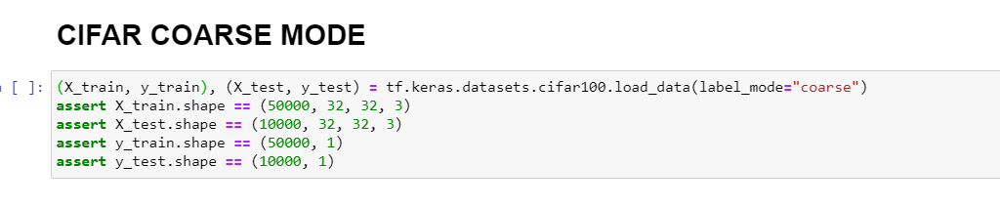 CIFAR COARSE MODE
[ ]: (X_train, y_train), (X_test, y_test) = tf.keras.datasets.cifar100.load_data(label_mode="coarse")
assert X_train.shape == (50000, 32, 32, 3)
assert X_test.shape == (10000, 32, 32, 3)
assert y_train.shape == (50000, 1)
assert y_test.shape == (10000, 1)